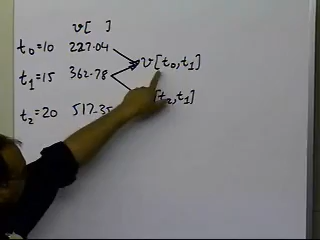 v[ ]
t₀=10 227.04
v[t₀,t₁]
t₁=15 362.78
[t₂,t₁]
t₂=20 517.35